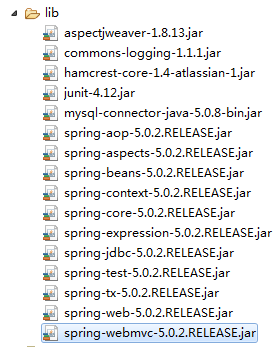 lib
aspectjweaver-1.8.13.jar
commons-logging-1.1.1.jar
hamcrest-core-1.4-atlassian-1.jar
junit-4.12.jar
mysql-connector-java-5.0.8-bin.jar
spring-aop-5.0.2.RELEASE.jar
spring-aspects-5.0.2.RELEASE.jar
spring-beans-5.0.2.RELEASE.jar
spring-context-5.0.2.RELEASE.jar
spring-core-5.0.2.RELEASE.jar
spring-expression-5.0.2.RELEASE.jar
spring-jdbc-5.0.2.RELEASE.jar
spring-test-5.0.2.RELEASE.jar
spring-tx-5.0.2.RELEASE.jar
spring-web-5.0.2.RELEASE.jar
spring-webmvc-5.0.2.RELEASE.jar